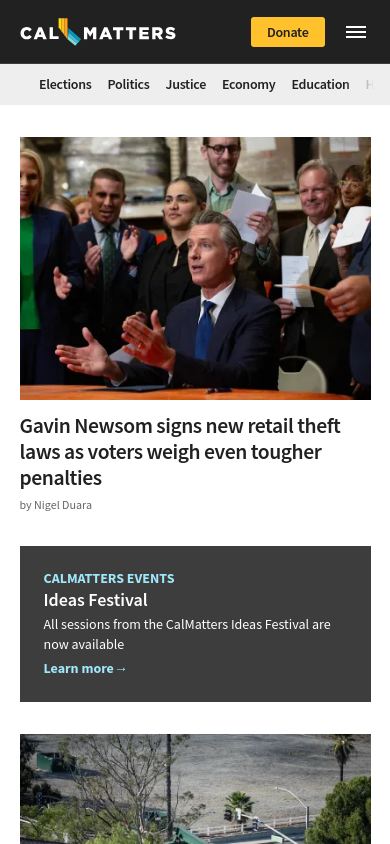 CALMATTERS
Donate
Elections Politics Justice Economy Education
Gavin Newsom signs new retail theft
laws as voters weigh even tougher
penalties
by Nigel Duara
CALMATTERS EVENTS
Ideas Festival
All sessions from the CalMatters Ideas Festival are
now available
Learn more→